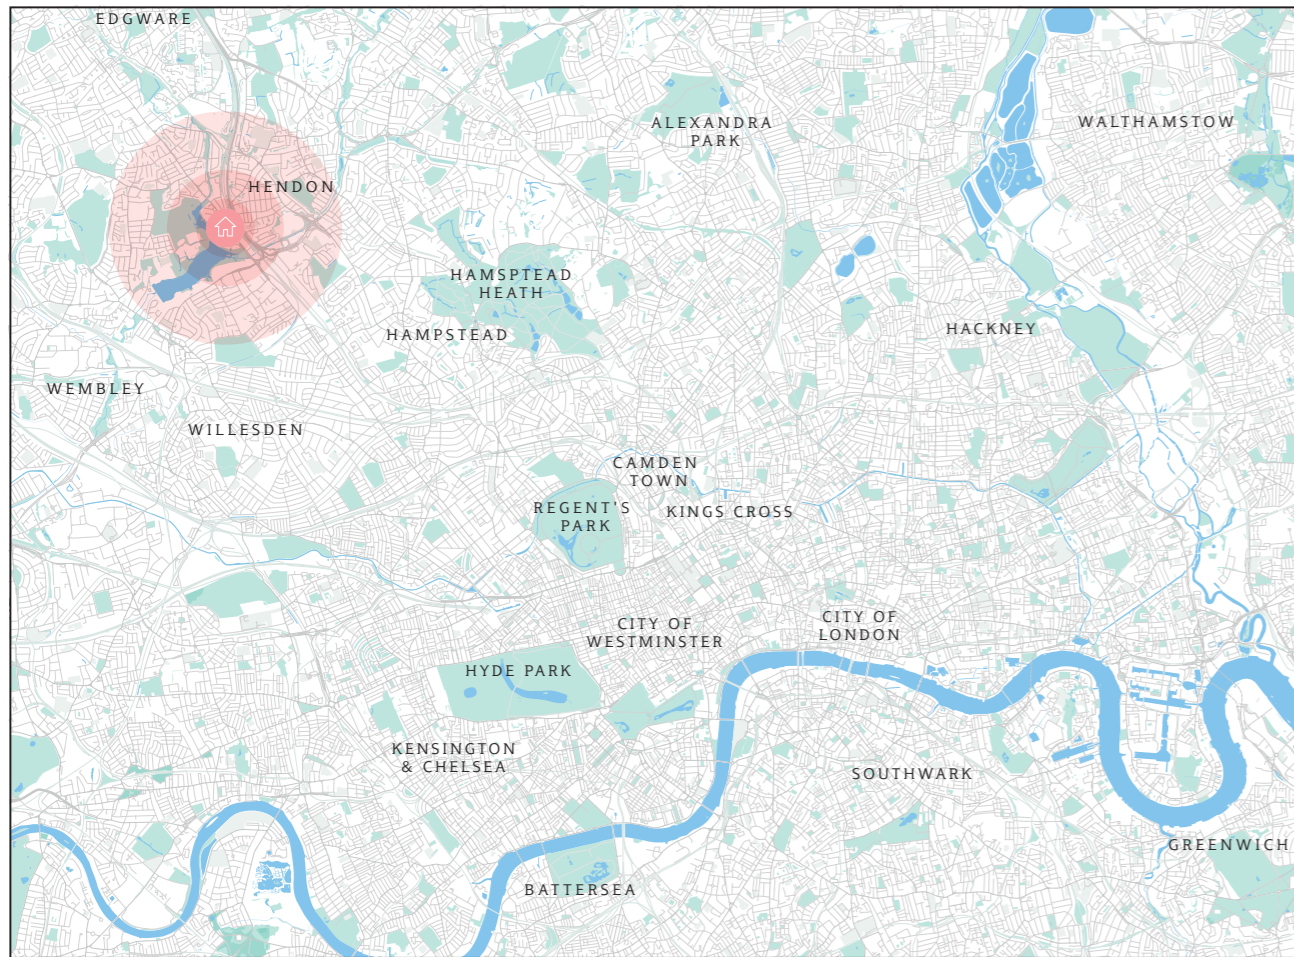 EDGWARE
ALEXANDRA
PARK
WALTHAMSTOW
HENDON
HAMSPTEAD
HEATH
HAMPSTEAD
HACKNEY
WEMBLEY
WILLESDEN
CAMDEN
TOWN
REGENT'S
PARK
KINGS CROSS
CITY OF
WESTMINSTER
CITY OF
LONDON
HYDE PARK
KENSINGTON
& CHELSEA
SOUTHWARK
GREENWICH
BATTERSEA